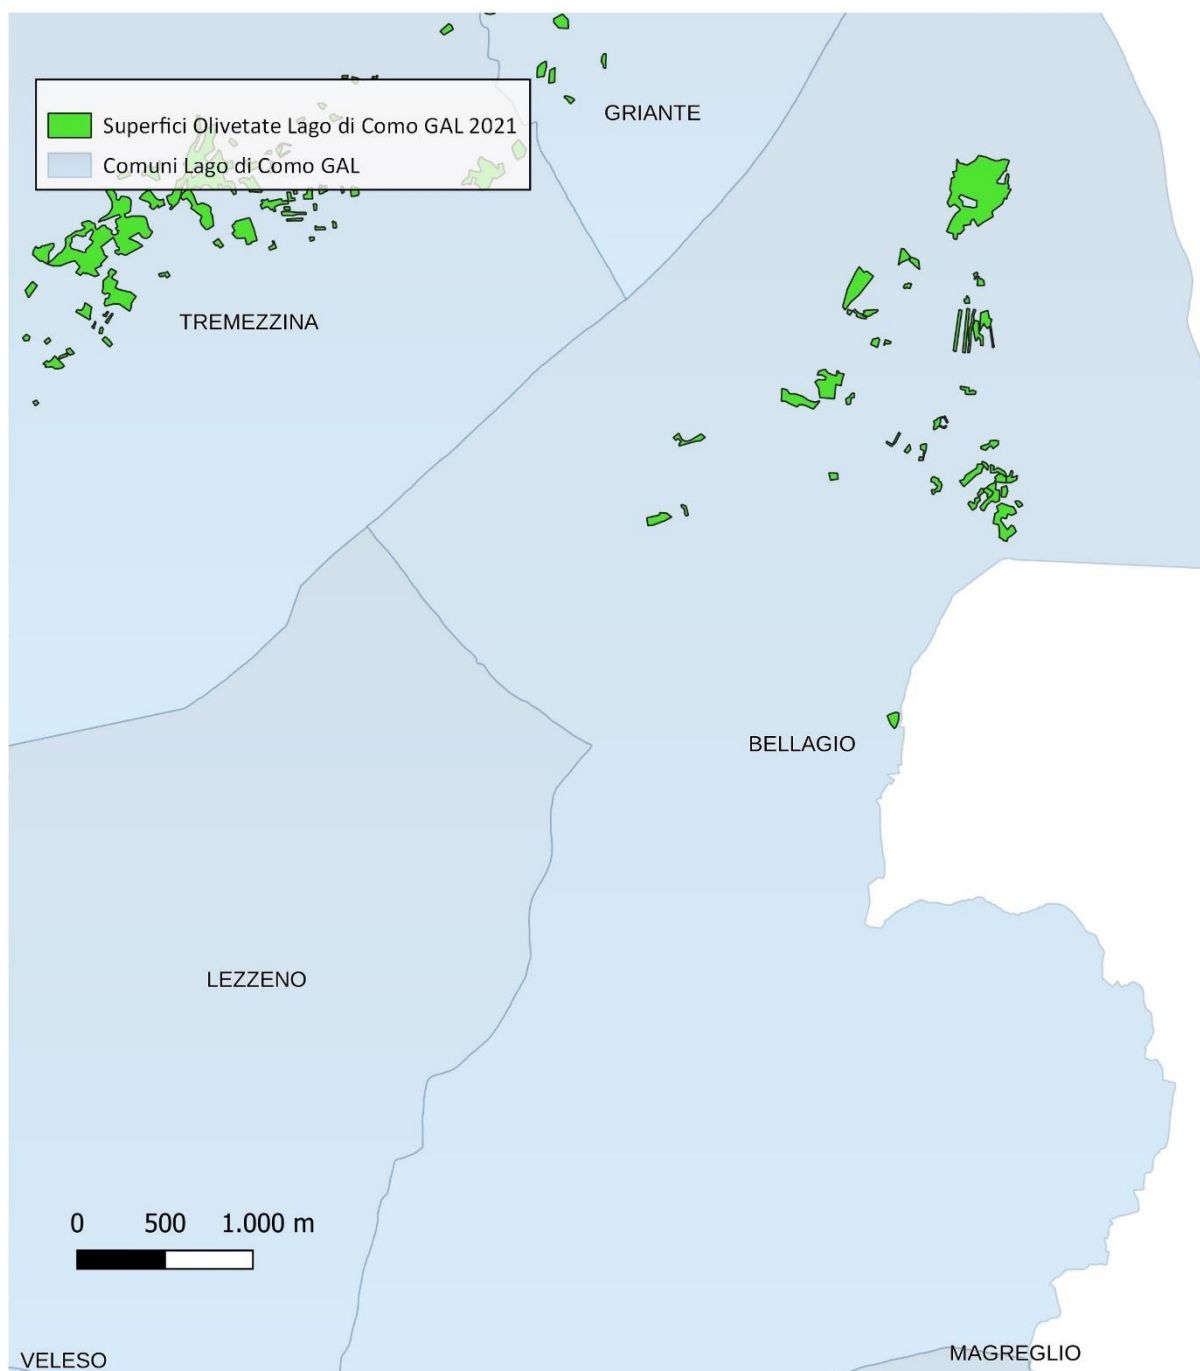 GRIANTE
Superfici Olivetate Lago di Como GAL 2021
Comuni Lago di Como GAL
TREMEZZINA
BELLAGIO
LEZZENO
0 500 1.000 m
VELESO
MAGREGLIO